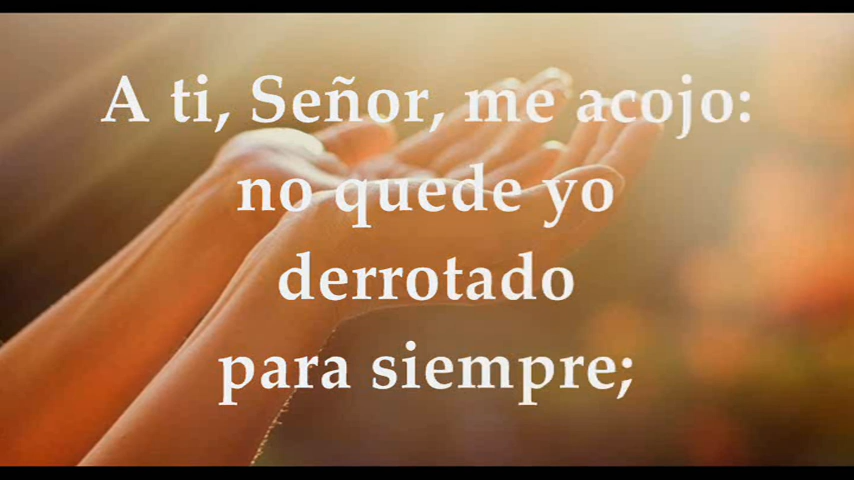 A ti, Señor, me acojo:
no quede yo
derrotado
para siempre;